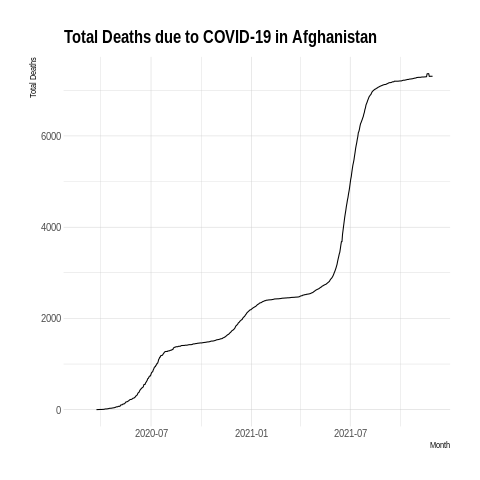 Total Deaths due to COVID-19 in Afghanistan
Total Deaths
6000
4000
2000
0
2020-07 2021-01 2021-07
Month